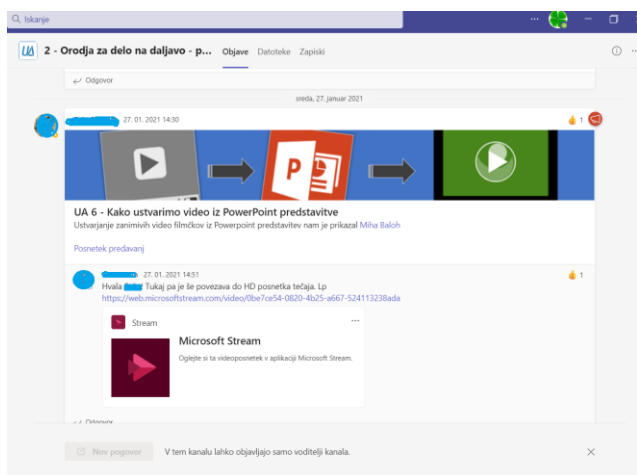 Iskanje
UA 2 - Orodja za delo na daljavo - p... Objave Datoteke Zapiski
Odgovor
sreda, 27. januar 2021
27. 01. 2021 14:30 1
P
UA 6 - Kako ustvarimo video iz PowerPoint predstavitve
Ustvarjanje zanimivih video filmčkov iz Powerpoint predstavitev nam je prikazal Miha Baloh
Posnetek predavanj
27. 01. 2021 14:51 1
Hvala Tukaj pa je še povezava do HD posnetka tečaja. Lp
https://web.microsoftstream.com/video/0be7ce54-0820-4b25-a667-524113238ada
Stream
Microsoft Stream
Oglejte si ta videoposnetek v aplikaciji Microsoft Stream.
Odgovor
Nov pogovor V tem kanalu lahko objavljajo samo voditelji kanala.